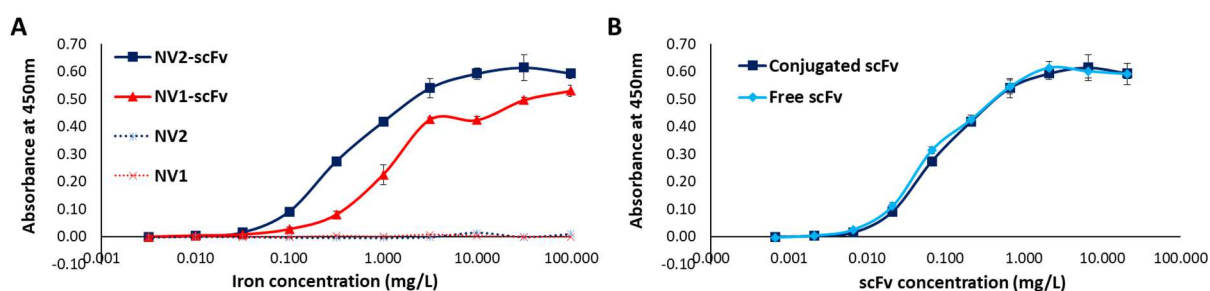 A
Absorbance at 450nm
0.70
0.60
0.50
0.40
0.30
0.20
0.10
0.00
-0.10
NV2-scFv
NV1-scFv
NV2
NV1
0.001 0.010 0.100 1.000 10.000 100.000
Iron concentration (mg/L)
B
Absorbance at 450nm
0.70
0.60
0.50
0.40
0.30
0.20
0.10
0.00
-0.10
Conjugated scFv
Free scFv
0.000 0.001 0.010 0.100 1.000 10.000 100.000
scFv concentration (mg/L)